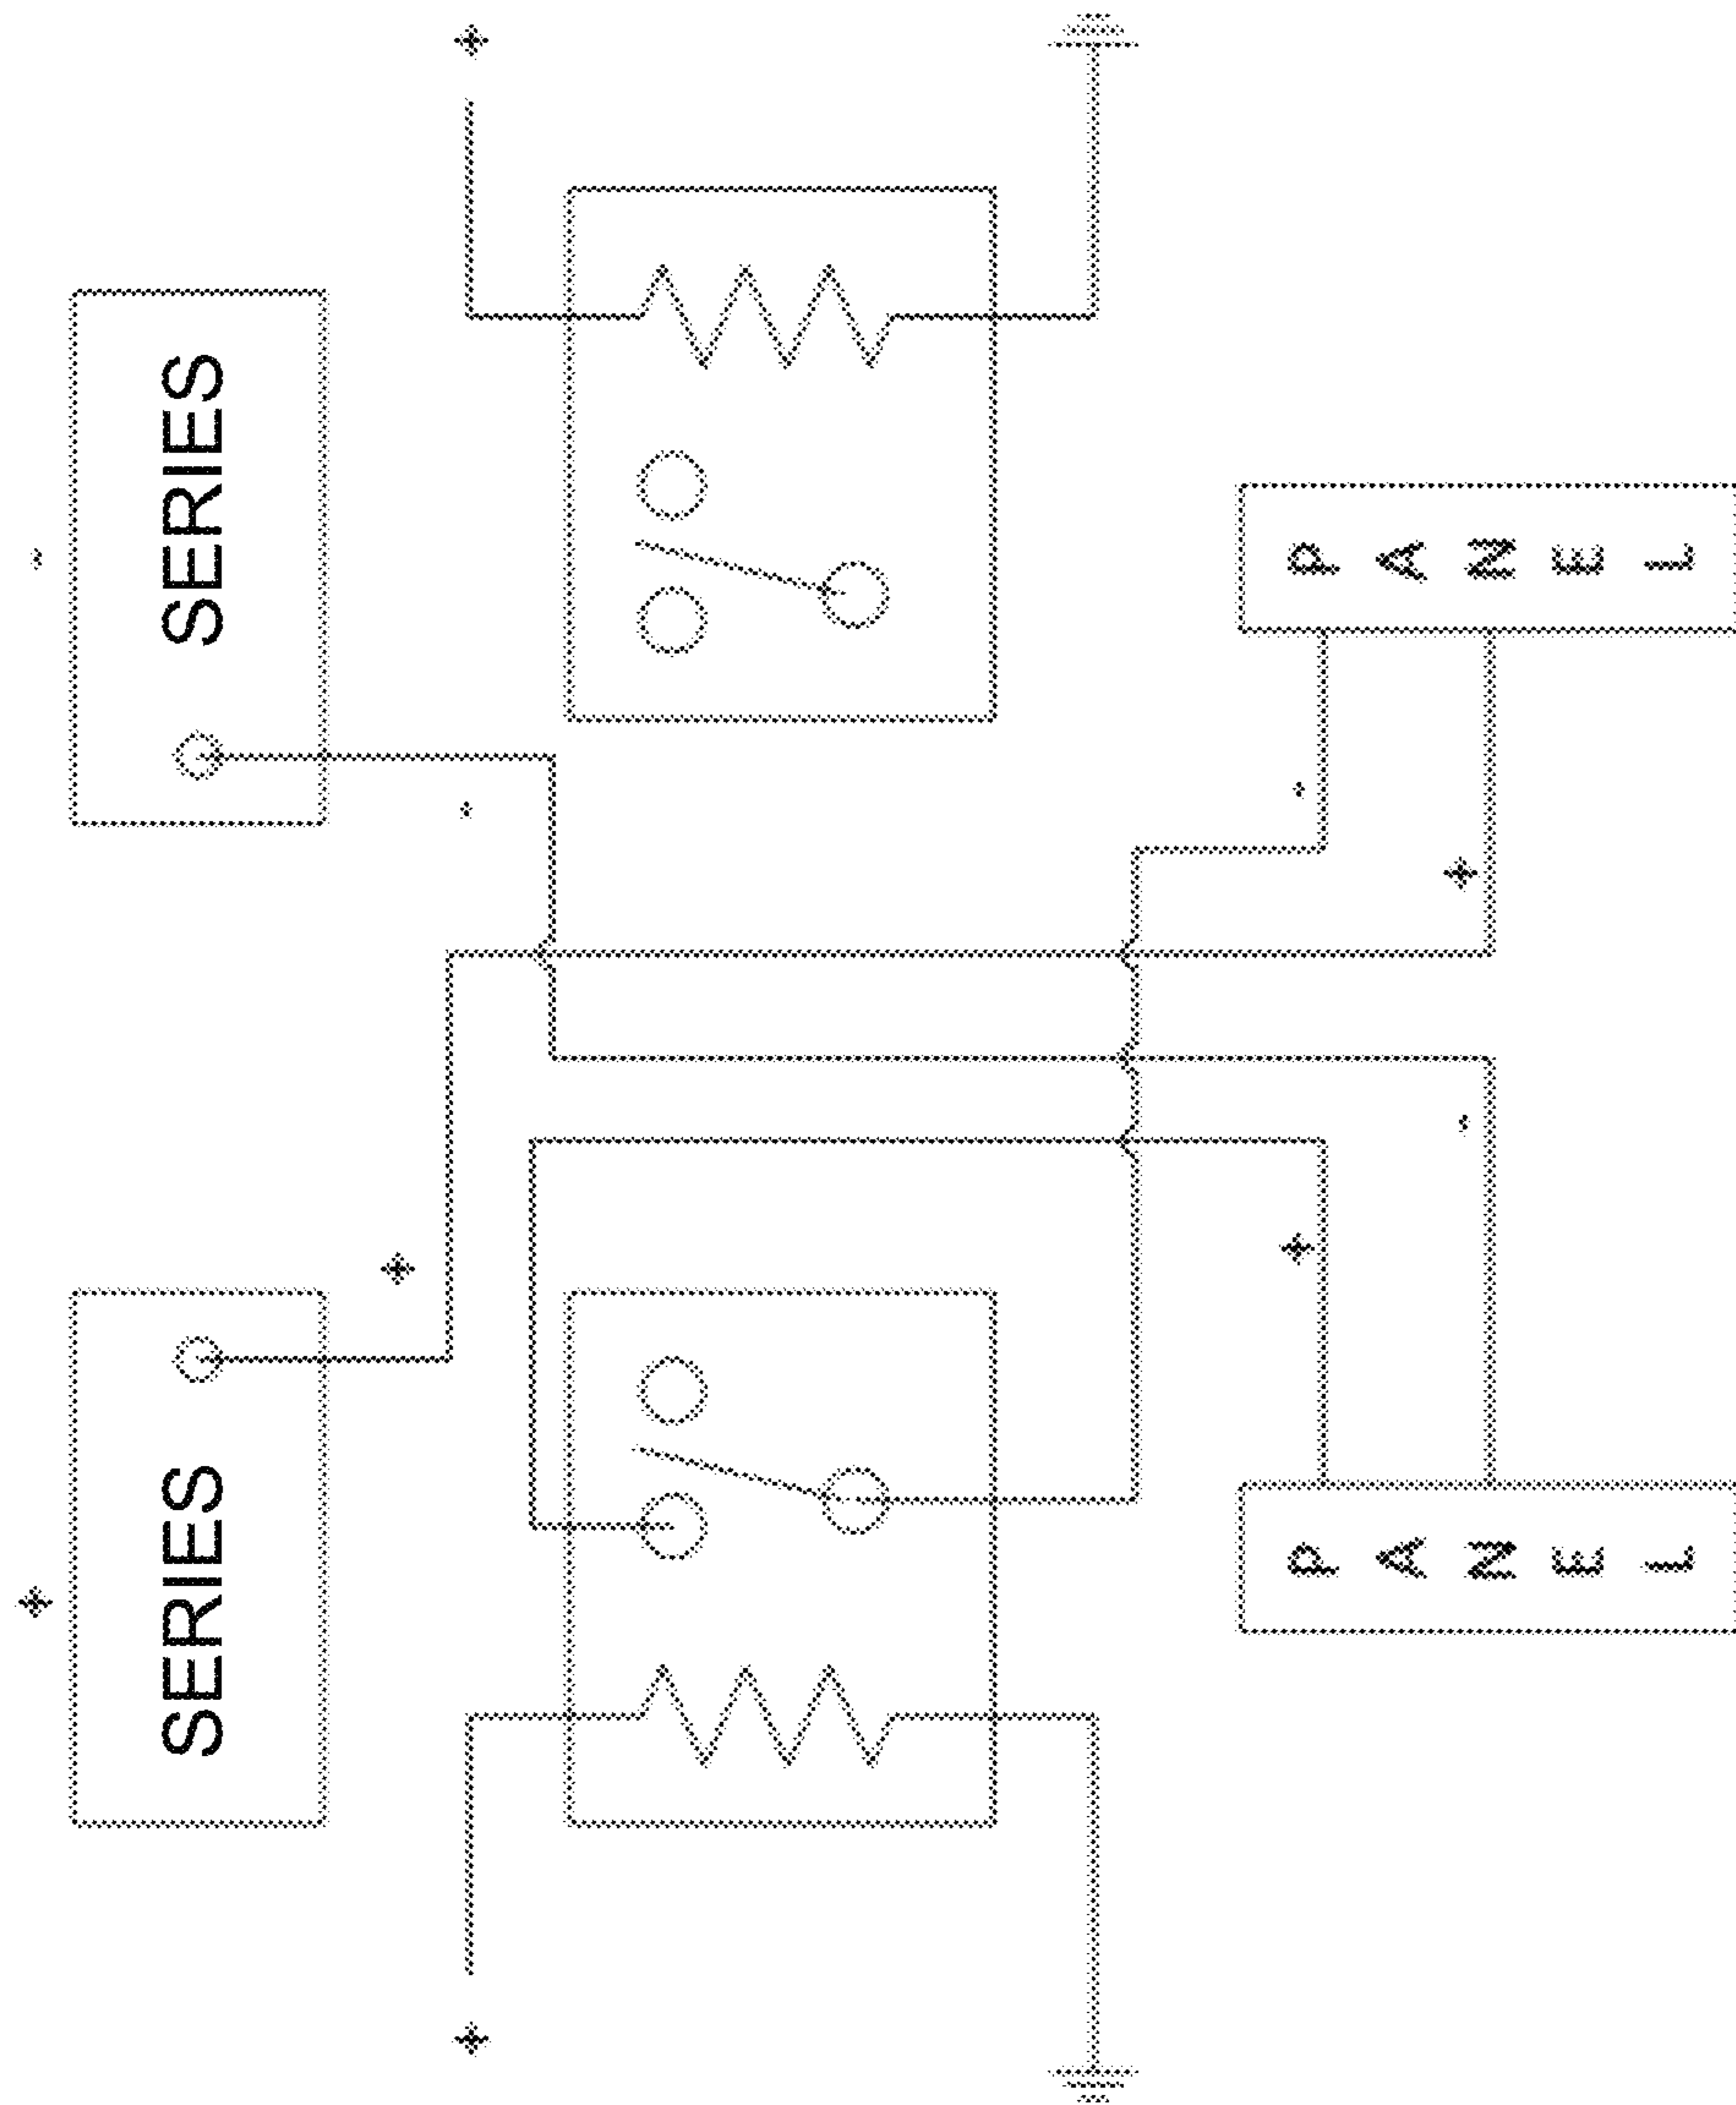 + -
SERIES SERIES
+ -
+ +
+ -
- +
PANEL PANEL